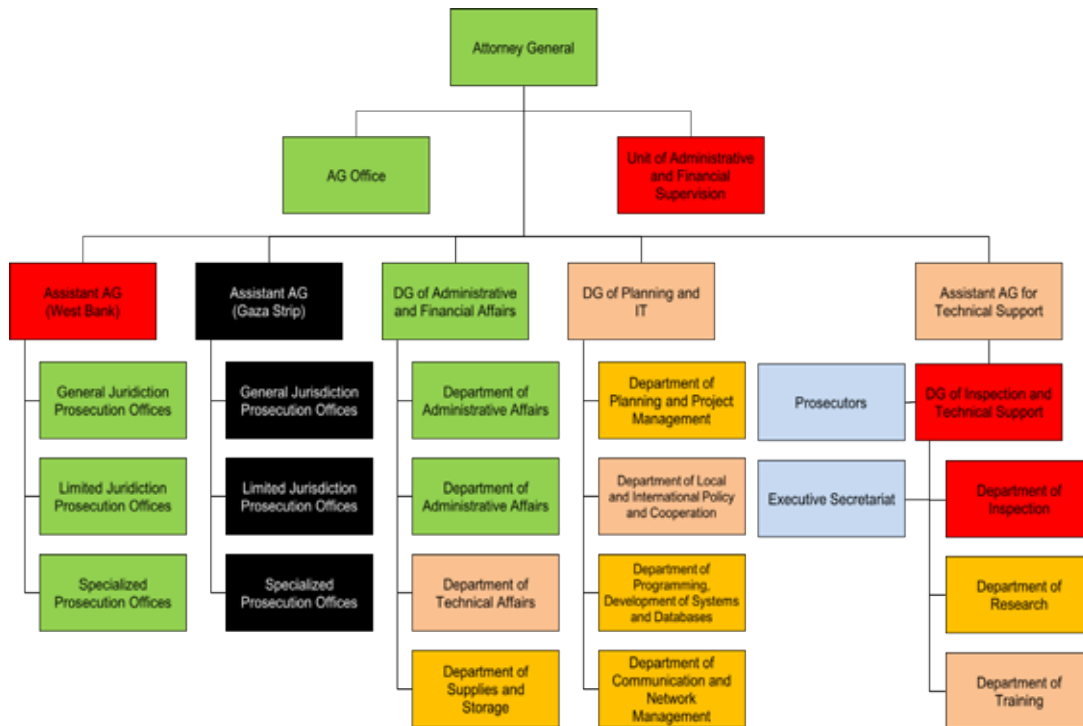 Attorney General
AG Office
Unit of Administrative
and Financial
Supervision
Assistant AG
(West Bank)
Assistant AG
(Gaza Strip)
DG of Administrative
and Financial Affairs
DG of Planning and
IT
Assistant AG for
Technical Support
General Juridiction
Prosecution Offices
General Jurisdiction
Prosecution Offices
Department of
Administrative Affairs
Department of
Planning and Project
Management
Prosecutors
DG of Inspection and
Technical Support
Limited Juridiction
Prosecution Offices
Limited Jurisdiction
Prosecution Offices
Department of
Administrative Affairs
Department of Local
and International Policy
and Cooperation
Executive Secretariat
Department of
Inspection
Specialized
Prosecution Offices
Specialized
Prosecution Offices
Department of
Technical Affairs
Department of
Programming,
Development of Systems
and Databases
Department of
Research
Department of
Supplies and
Storage
Department of
Communication and
Network
Management
Department of
Training